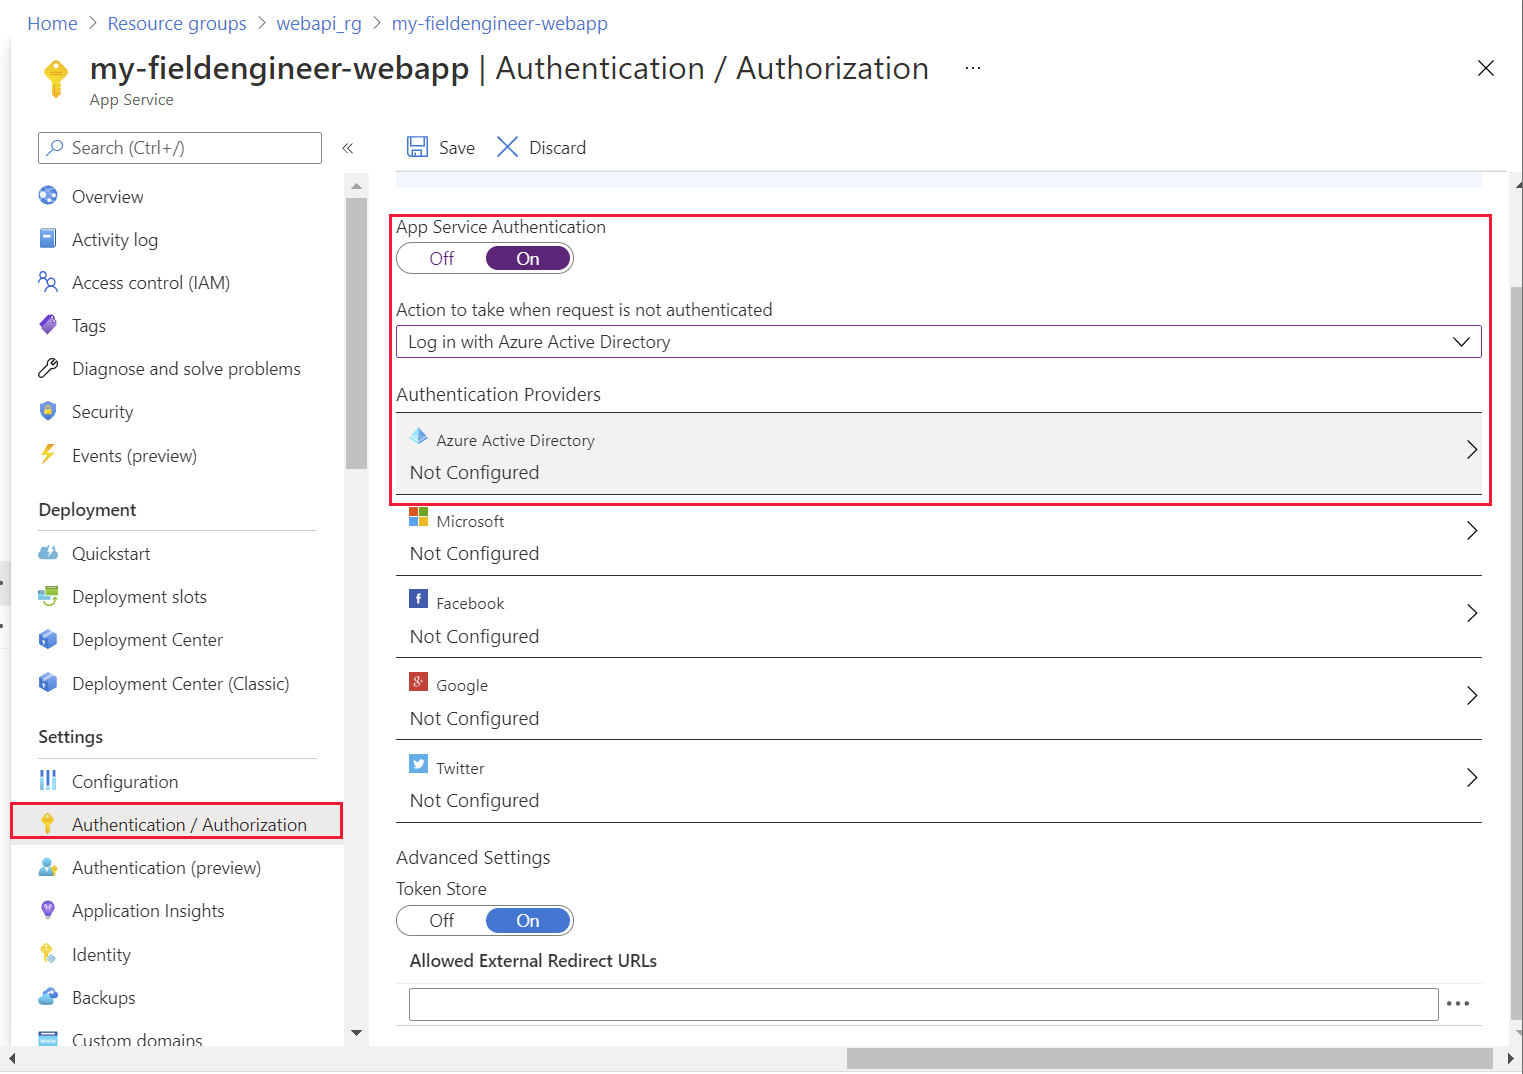 Home > Resource groups > webapi_rg > my-fieldengineer-webapp
my-fieldengineer-webapp | Authentication / Authorization ...
App Service
Search (Ctrl+/) «
Overview
Activity log
Access control (IAM)
Tags
Diagnose and solve problems
Security
Events (preview)
Deployment
Quickstart
Deployment slots
Deployment Center
Deployment Center (Classic)
Settings
Configuration
Authentication / Authorization
Authentication (preview)
Application Insights
Identity
Backups
Custom domains
Save Discard
App Service Authentication
Off On
Action to take when request is not authenticated
Log in with Azure Active Directory
Authentication Providers
Azure Active Directory
Not Configured
Microsoft
Not Configured
Facebook
Not Configured
Google
Not Configured
Twitter
Not Configured
Advanced Settings
Token Store
Off On
Allowed External Redirect URLs